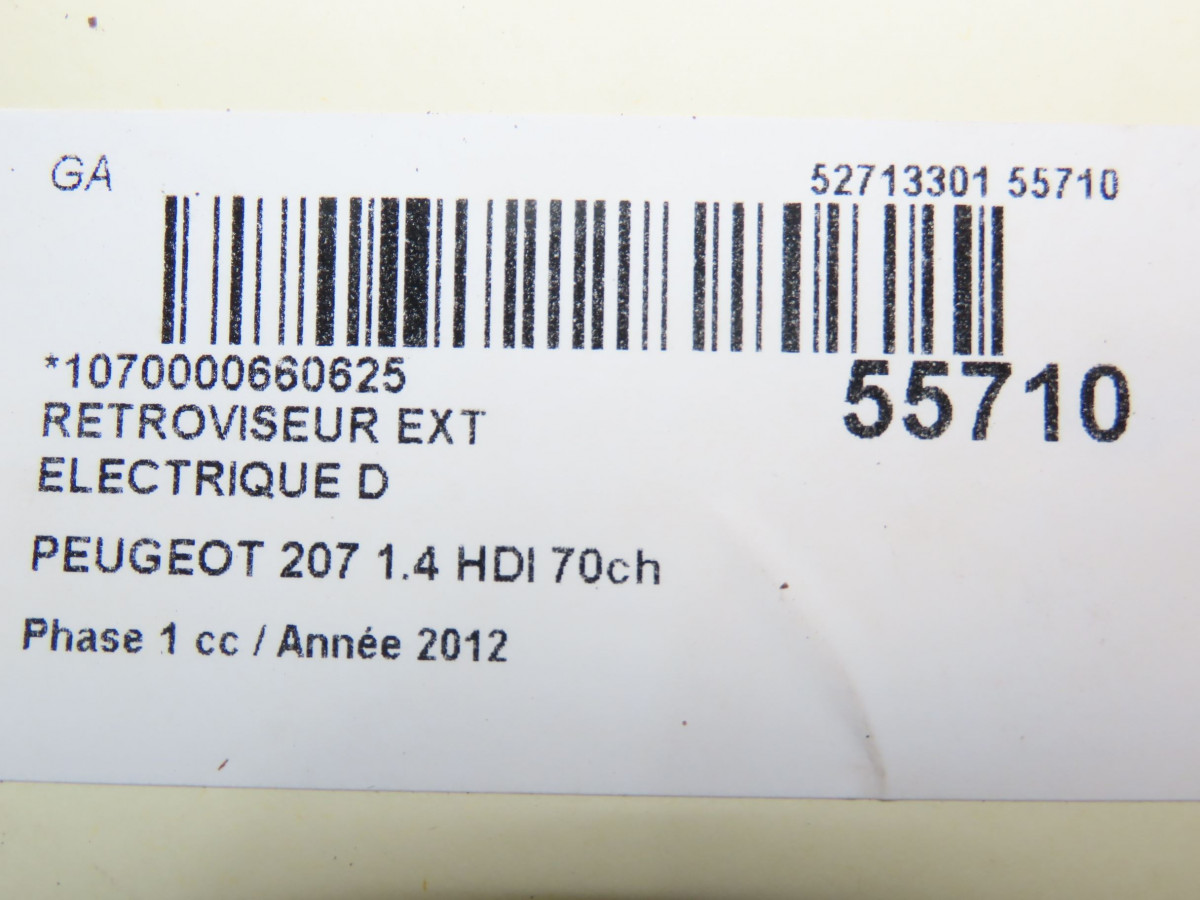 GA
52713301 55710
*1070000660625
55710
RETROVISEUR EXT
ELECTRIQUE D
PEUGEOT 207 1.4 HDI 70ch
Phase 1 cc / Année 2012